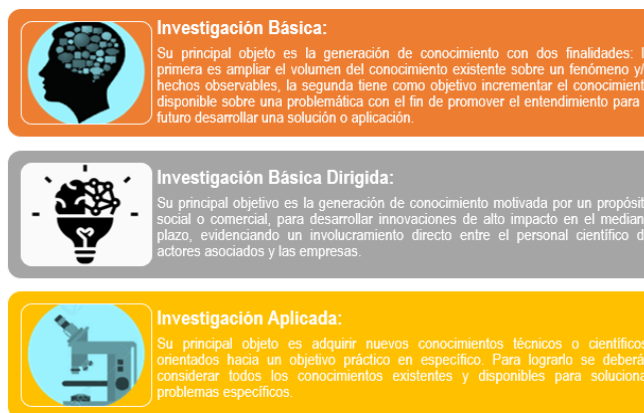 Investigación Básica:
Su principal objeto es la generación de conocimiento con dos finalidades: l
primera es ampliar el volumen del conocimiento existente sobre un fenómeno y/
hechos observables, la segunda tiene como objetivo incrementar el conocimient
disponible sobre una problemática con el fin de promover el entendimiento para
futuro desarrollar una solución o aplicación.
Investigación Básica Dirigida:
Su principal objetivo es la generación de conocimiento motivada por un propósit
social o comercial, para desarrollar innovaciones de alto impacto en el median
plazo, evidenciando un involucramiento directo entre el personal científico d
actores asociados y las empresas.
Investigación Aplicada:
Su principal objeto es adquirir nuevos conocimientos técnicos o científicos
orientados hacia un objetivo práctico en específico. Para lograrlo se deberá
considerar todos los conocimientos existentes y disponibles para soluciona
problemas específicos.